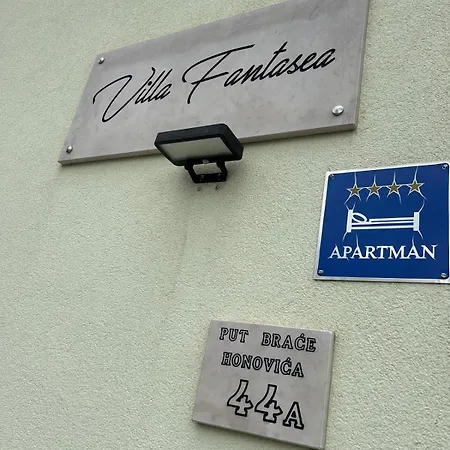 Villa Fantasea
APARTMAN
PUT BRAĆE
HONOVIĆA
44A